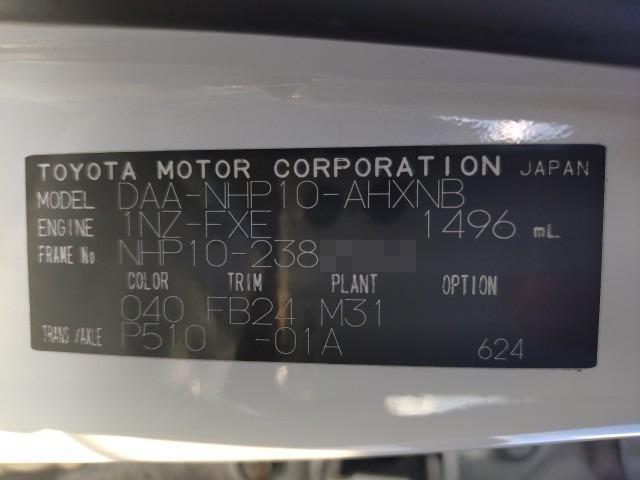 TOYOTA MOTOR CORPORATION JAPAN
MODEL DAA-NHP10-AHXNB
ENGINE 1NZ-FXE 1496 mL
FRAME No NHP10-238
COLOR TRIM PLANT OPTION
040 FB24 M31
TRANS/AXLE P510 -01A 624